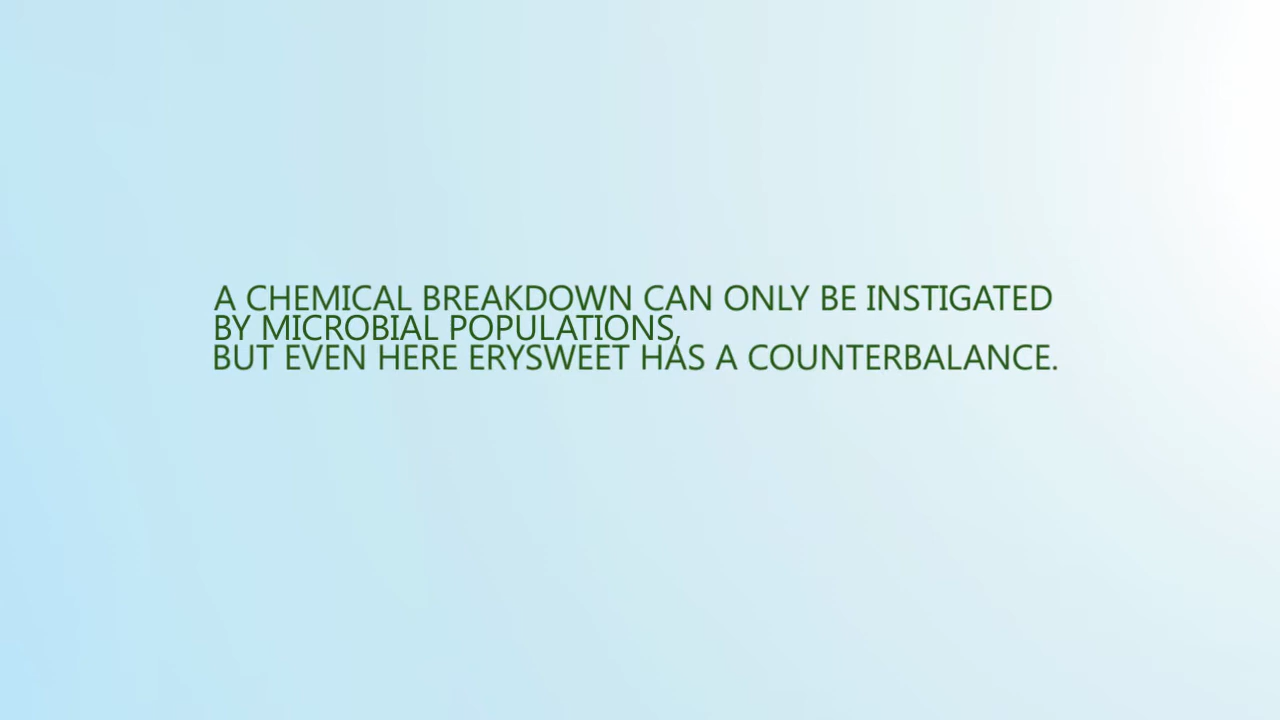 A CHEMICAL BREAKDOWN CAN ONLY BE INSTIGATED
BY MICROBIAL POPULATIONS,
BUT EVEN HERE ERYSWEET HAS A COUNTERBALANCE.